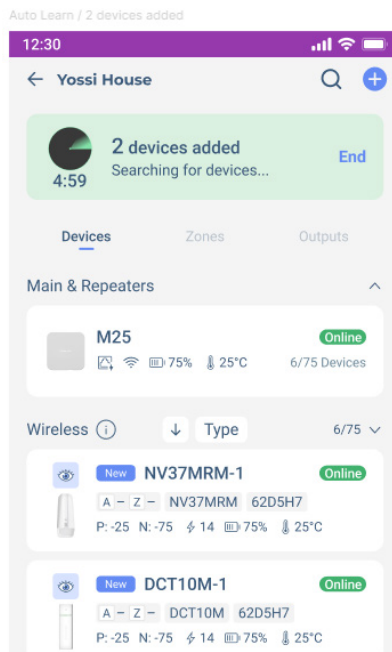 Auto Learn / 2 devices added
12:30
Yossi House
2 devices added
Searching for devices...
4:59
End
Devices Zones Outputs
Main & Repeaters
M25 Online
75% 25°C 6/75 Devices
Wireless Type 6/75
New NV37MRM-1 Online
A – Z – NV37MRM 62D5H7
P: -25 N: -75 14 75% 25°C
New DCT10M-1 Online
A – Z – DCT10M 62D5H7
P: -25 N: -75 14 75% 25°C